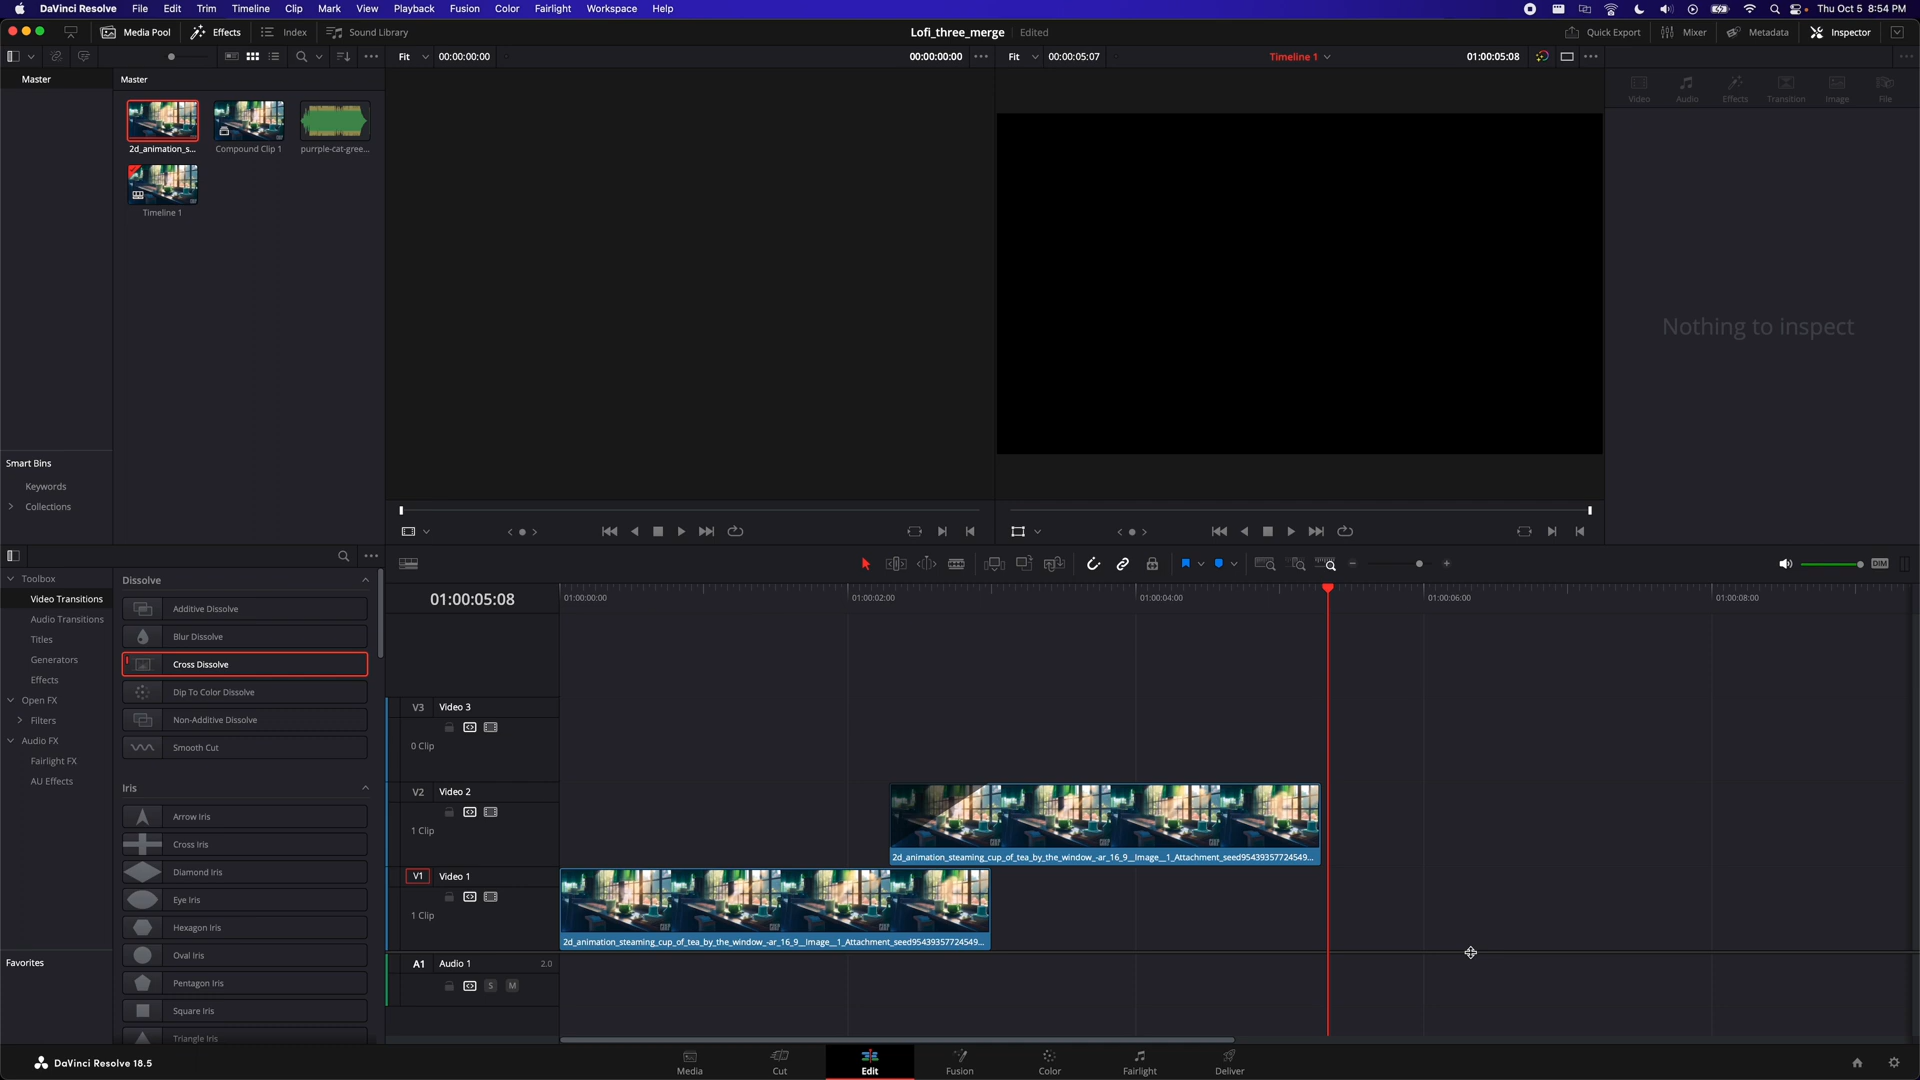 DaVinci Resolve File Edit Trim Timeline Clip Mark View Playback Fusion Color Fairlight Workspace Help Thu Oct 5 8:54 PM
Media Pool Effects Index Sound Library Lofi_three_merge Edited Quick Export Mixer Metadata Inspector
Fit 00:00:00:00 00:00:00:00 Fit 00:00:05:07 Timeline 1 01:00:05:08
Master Master
Video Audio Effects Transition Image File
2d_animation_s... Compound Clip 1 purrple-cat-gree...
Timeline 1
Nothing to inspect
Smart Bins
Keywords
Collections
Toolbox Dissolve
Video Transitions
Audio Transitions
Titles
Generators
Effects
Open FX
Filters
Audio FX
Fairlight FX
AU Effects
Favorites
Additive Dissolve
Blur Dissolve
Cross Dissolve
Dip To Color Dissolve
Non-Additive Dissolve
Smooth Cut
Iris
Arrow Iris
Cross Iris
Diamond Iris
Eye Iris
Hexagon Iris
Oval Iris
Pentagon Iris
Square Iris
Triangle Iris
DIM
01:00:05:08 01:00:00:00 01:00:02:00 01:00:04:00 01:00:06:00 01:00:08:00
V3 Video 3
0 Clip
V2 Video 2
1 Clip
2d_animation_steaming_cup_of_tea_by_the_window_-ar_16_9__Image__1_Attachment_seed95439357724549...
V1 Video 1
1 Clip
2d_animation_steaming_cup_of_tea_by_the_window_-ar_16_9__Image__1_Attachment_seed95439357724549...
A1 Audio 1 2.0
S M
DaVinci Resolve 18.5 Media Cut Edit Fusion Color Fairlight Deliver